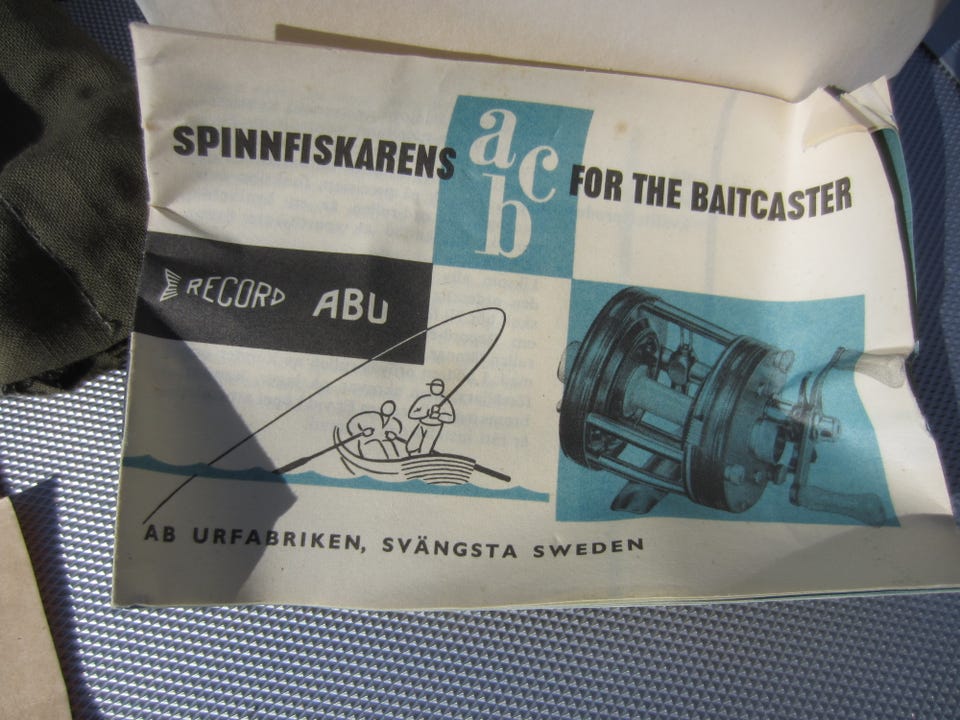 SPINNFISKARENS
a
b
c
FOR THE BAITCASTER
RECORD ABU
AB URFABRIKEN, SVÄNGSTA SWEDEN